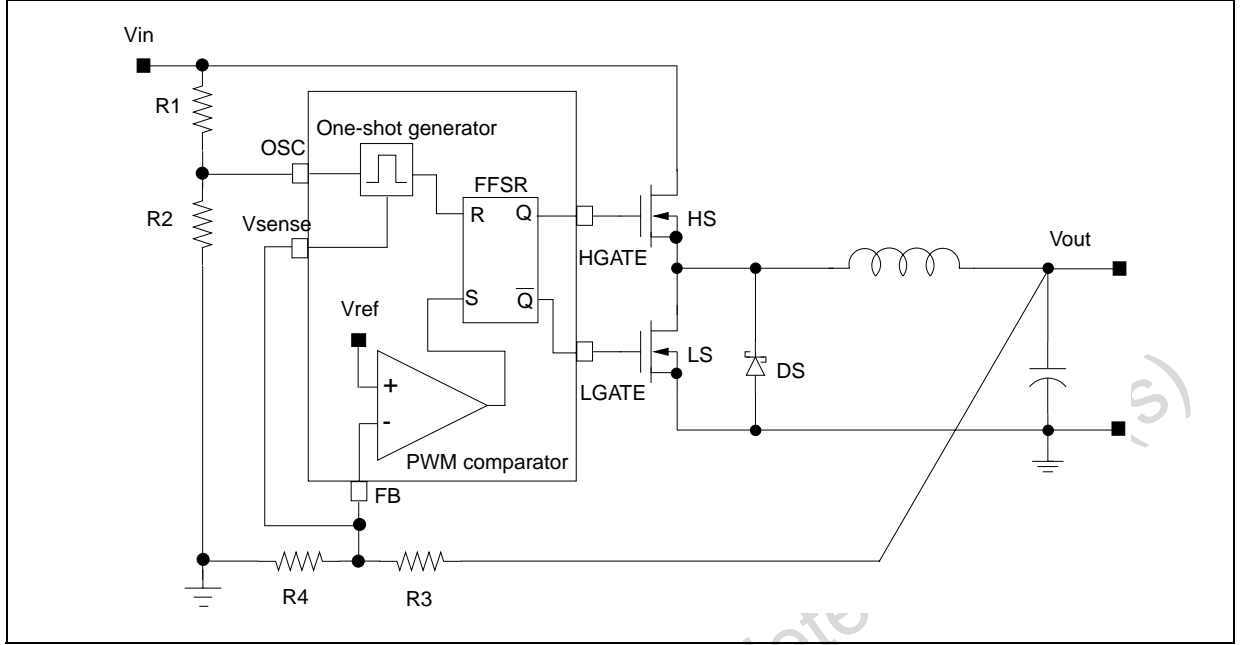 Vin
R1
One-shot generator
OSC
FFSR
R2
R
Q
HS
Vsense
HGATE
Vout
Vref
S
Q
LS
+
DS
LGATE
-
PWM comparator
FB
R4
R3